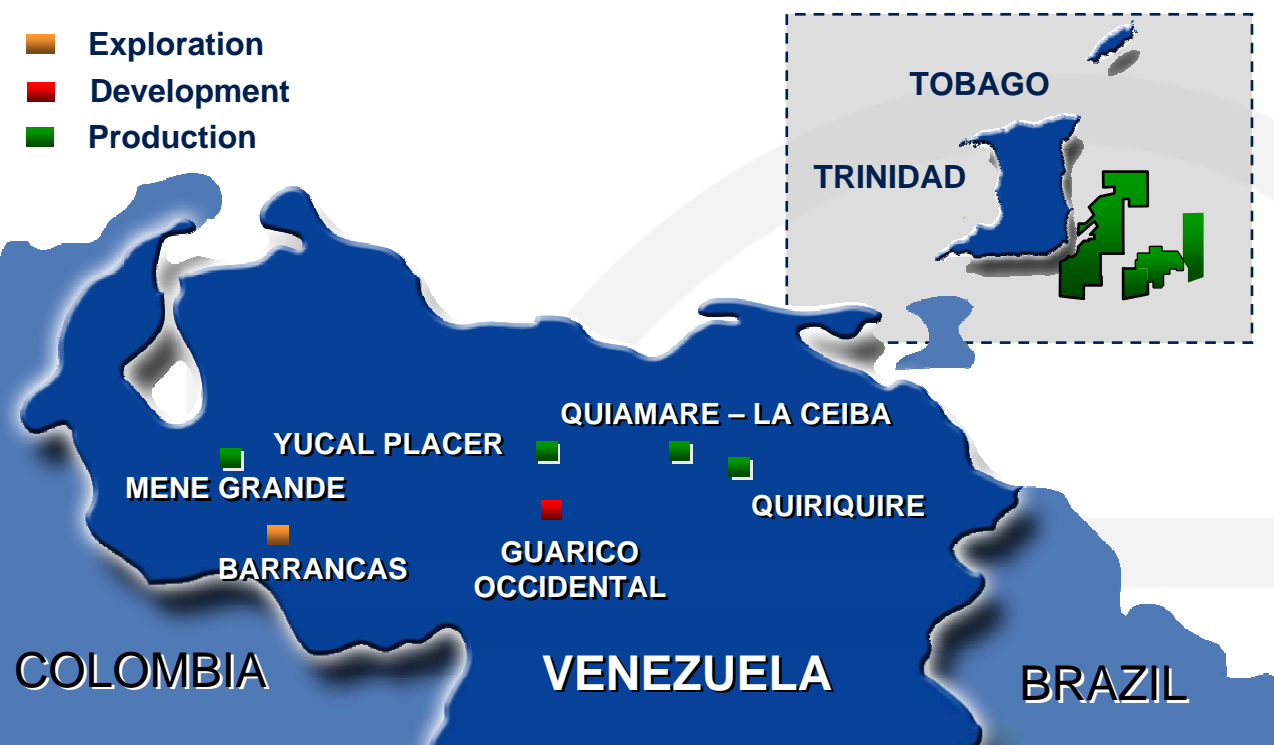 Exploration
Development
Production
TOBAGO
TRINIDAD
QUIAMARE – LA CEIBA
YUCAL PLACER
MENE GRANDE
QUIRIQUIRE
BARRANCAS
GUARICO
OCCIDENTAL
COLOMBIA
VENEZUELA
BRAZIL